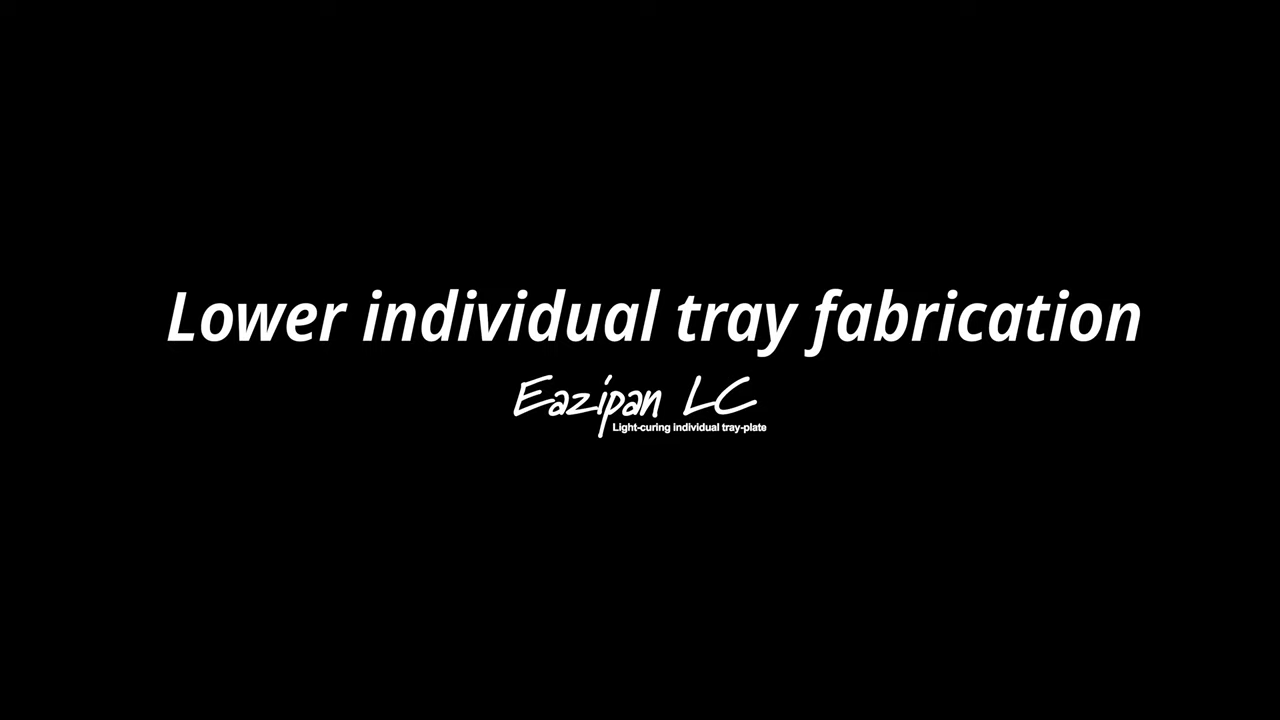 Lower individual tray fabrication
Eazipan LC
Light-curing individual tray-plate